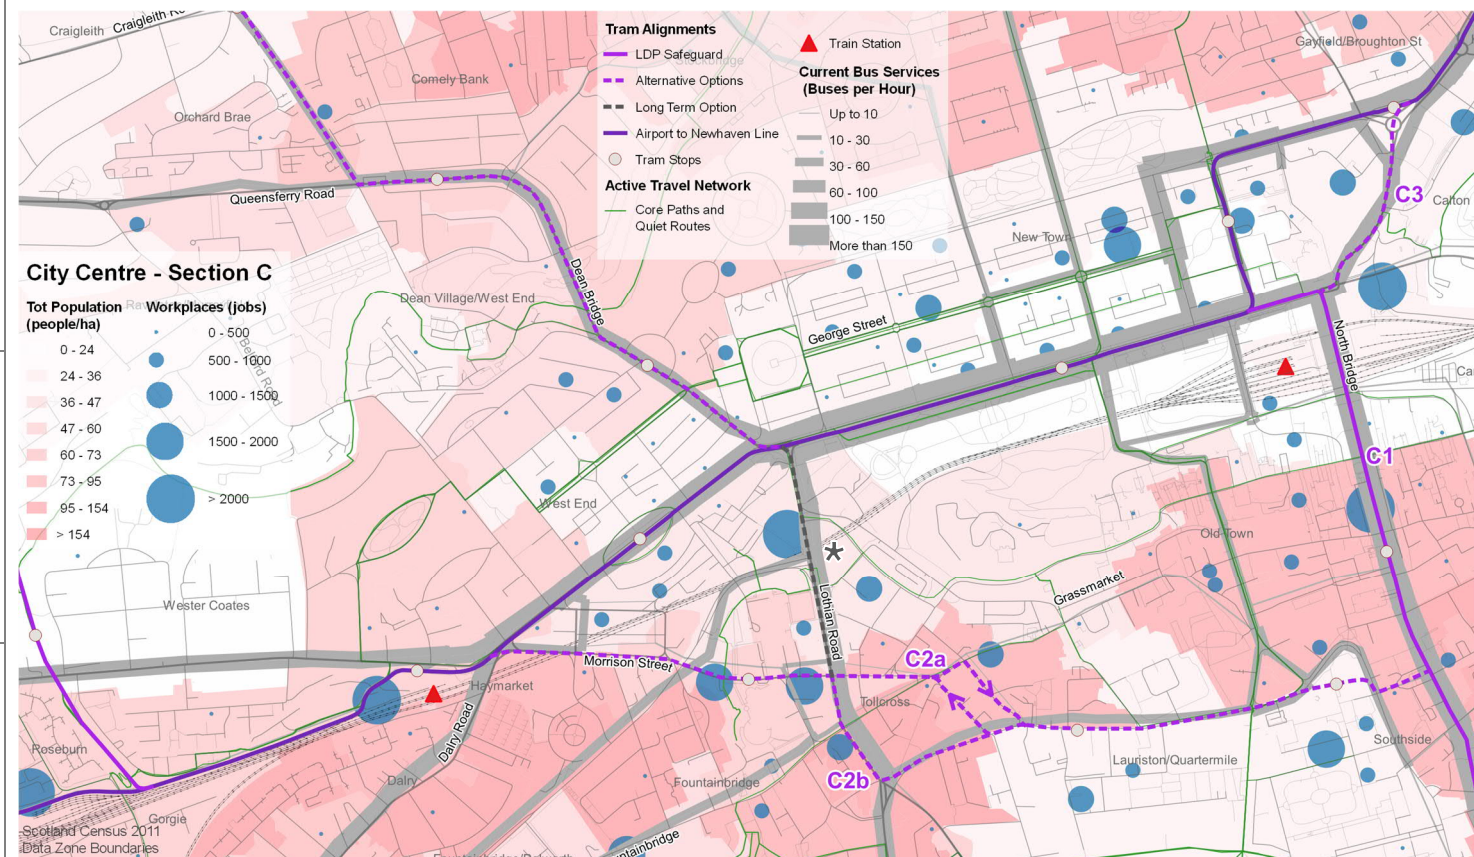 Craigleith
Craigleith
Comely Bank
Orchard Brae
Queensferry Road
Dean Bridge
Dean Village/West End
Tram Alignments
LDP Safeguard
Alternative Options
Long Term Option
Airport to Newhaven Line
Tram Stops
Active Travel Network
Core Paths and
Quiet Routes
Train Station
Current Bus Services
(Buses per Hour)
Up to 10
10 - 30
30 - 60
60 - 100
100 - 150
More than 150
Stockbridge
Gayfield/Broughton St
C3
Calton
New Town
George Street
North Bridge
C1
City Centre - Section C
Tot Population
(people/ha)
0 - 24
24 - 36
36 - 47
47 - 60
60 - 73
73 - 95
95 - 154
> 154
Workplaces (jobs)
0 - 500
500 - 1000
1000 - 1500
1500 - 2000
> 2000
Belford Road
West End
Old Town
Grassmarket
*
Lothian Road
Wester Coates
Morrison Street
Haymarket
Dalry Road
C2a
Tollcross
Roseburn
Dalry
Fountainbridge
C2b
Lauriston/Quartermile
Southside
Gorgie
Scotland Census 2011
Data Zone Boundaries